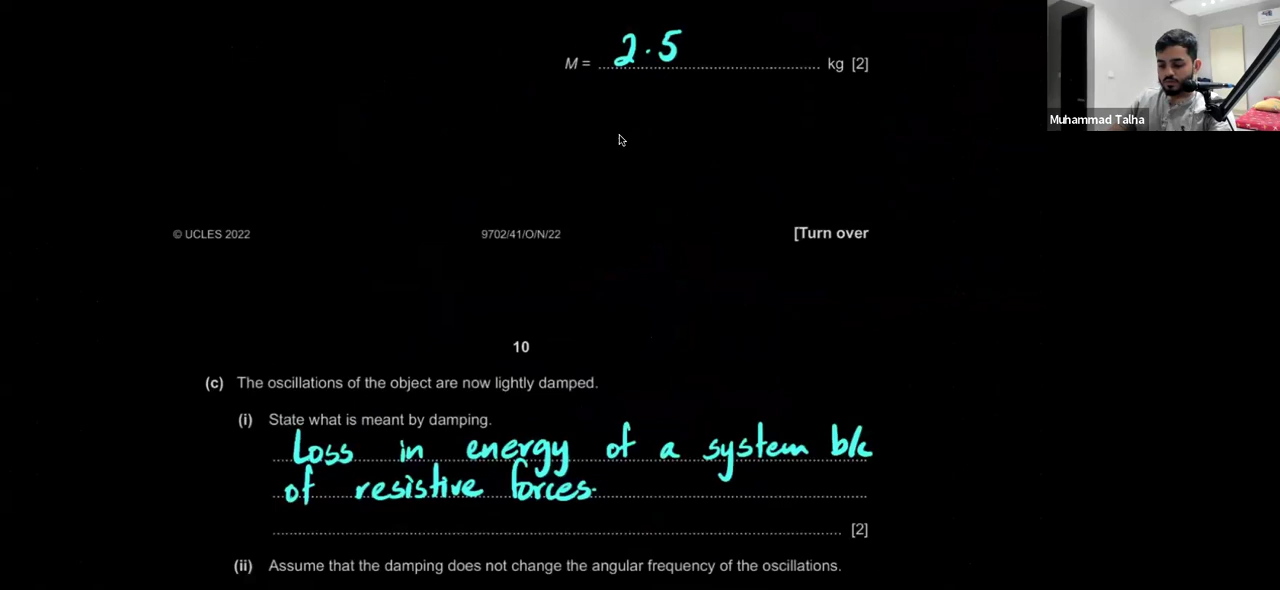 M = 2.5 kg [2]
Muhammad Talha
© UCLES 2022 9702/41/O/N/22 [Turn over
10
(c) The oscillations of the object are now lightly damped.
(i) State what is meant by damping.
Loss in energy of a system b/c
of resistive forces.
[2]
(ii) Assume that the damping does not change the angular frequency of the oscillations.